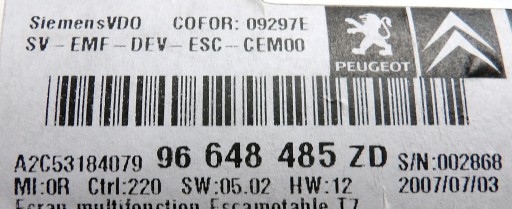 SiemensVDO COFOR: 09297E
SV-EMF-DEV-ESC-CEM00
PEUGEOT
A2C53184079 96 648 485 ZD S/N:002868
MI:0R Ctrl:220 SW:05.02 HW:12 2007/07/03
Ecran multifonction Escamotable T7